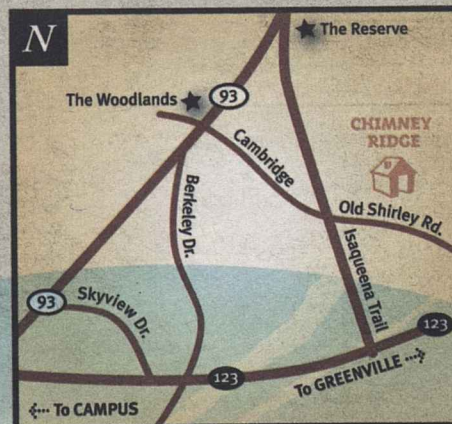 N
The Reserve
The Woodlands
93
CHIMNEY
RIDGE
Cambridge
Berkeley Dr.
Old Shirley Rd.
Isaqueena Trail
93
Skyview Dr.
123
123
To GREENVILLE
To CAMPUS